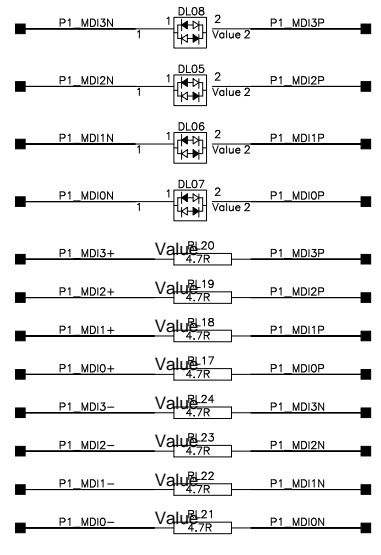 DL08
P1_MDI3N 1 2 P1_MDI3P
1 Value 2
DL05
P1_MDI2N 1 2 P1_MDI2P
1 Value 2
DL06
P1_MDI1N 1 2 P1_MDI1P
1 Value 2
DL07
P1_MDI0N 1 2 P1_MDI0P
1 Value 2
P1_MDI3+ Value RL20 P1_MDI3P
4.7R
P1_MDI2+ Value RL19 P1_MDI2P
4.7R
P1_MDI1+ Value RL18 P1_MDI1P
4.7R
P1_MDI0+ Value RL17 P1_MDI0P
4.7R
P1_MDI3− Value RL24 P1_MDI3N
4.7R
P1_MDI2− Value RL23 P1_MDI2N
4.7R
P1_MDI1− Value RL22 P1_MDI1N
4.7R
P1_MDI0− Value RL21 P1_MDI0N
4.7R